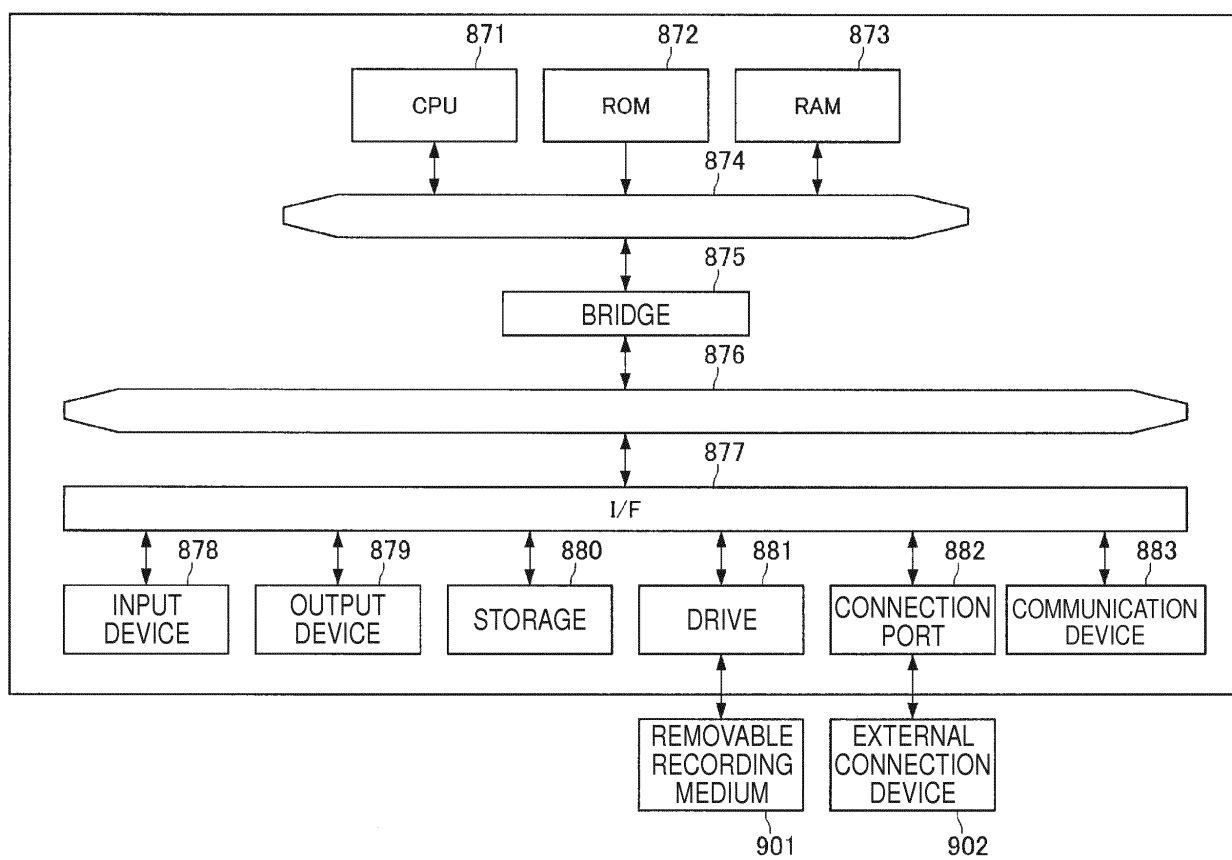 871
872
873
CPU
ROM
RAM
874
875
BRIDGE
876
877
I/F
878
879
880
881
882
883
INPUT
DEVICE
OUTPUT
DEVICE
STORAGE
DRIVE
CONNECTION
PORT
COMMUNICATION
DEVICE
REMOVABLE
RECORDING
MEDIUM
EXTERNAL
CONNECTION
DEVICE
901
902